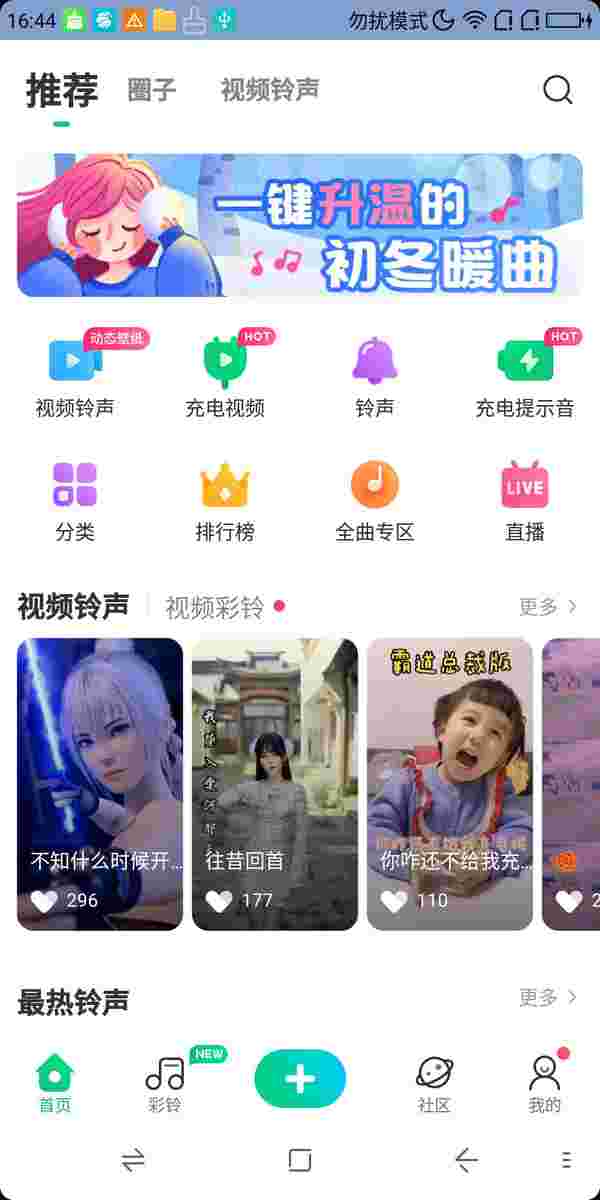 16:44 勿扰模式
推荐 圈子 视频铃声
一键升温的
初冬暖曲
动态壁纸 HOT HOT
视频铃声 充电视频 铃声 充电提示音
LIVE
分类 排行榜 全曲专区 直播
视频铃声 视频彩铃 更多
霸道总裁版
不知什么时候开... 往昔回首 你咋还不给我充...
296 177 110 2
最热铃声 更多
NEW
首页 彩铃 社区 我的